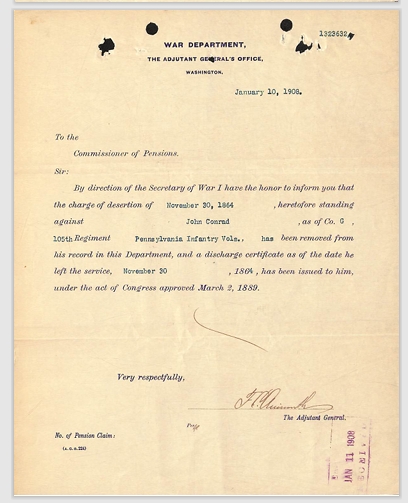 1323632
WAR DEPARTMENT,
THE ADJUTANT GENERAL'S OFFICE,
WASHINGTON.
January 10, 1908.
To the
Commissioner of Pensions.
Sir:
By direction of the Secretary of War I have the honor to inform you that
the charge of desertion of November 30, 1864 , heretofore standing
against John Conrad , as of Co. G ,
105th Regiment Pennsylvania Infantry Vols., has been removed from
his record in this Department, and a discharge certificate as of the date he
left the service, November 30 , 1864 , has been issued to him,
under the act of Congress approved March 2, 1889.
Very respectfully,
The Adjutant General.
No. of Pension Claim:
(A. G. O. 224)
JAN 11 1908